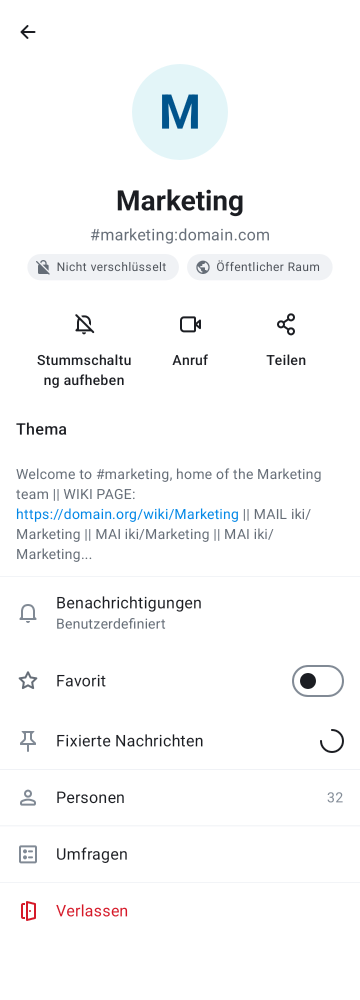 M
Marketing
#marketing:domain.com
Nicht verschlüsselt
Öffentlicher Raum
Stummschaltu
ng aufheben
Anruf
Teilen
Thema
Welcome to #marketing, home of the Marketing
team || WIKI PAGE:
https://domain.org/wiki/Marketing || MAIL iki/
Marketing || MAI iki/Marketing || MAI iki/
Marketing...
Benachrichtigungen
Benutzerdefiniert
Favorit
Fixierte Nachrichten
Personen
32
Umfragen
Verlassen